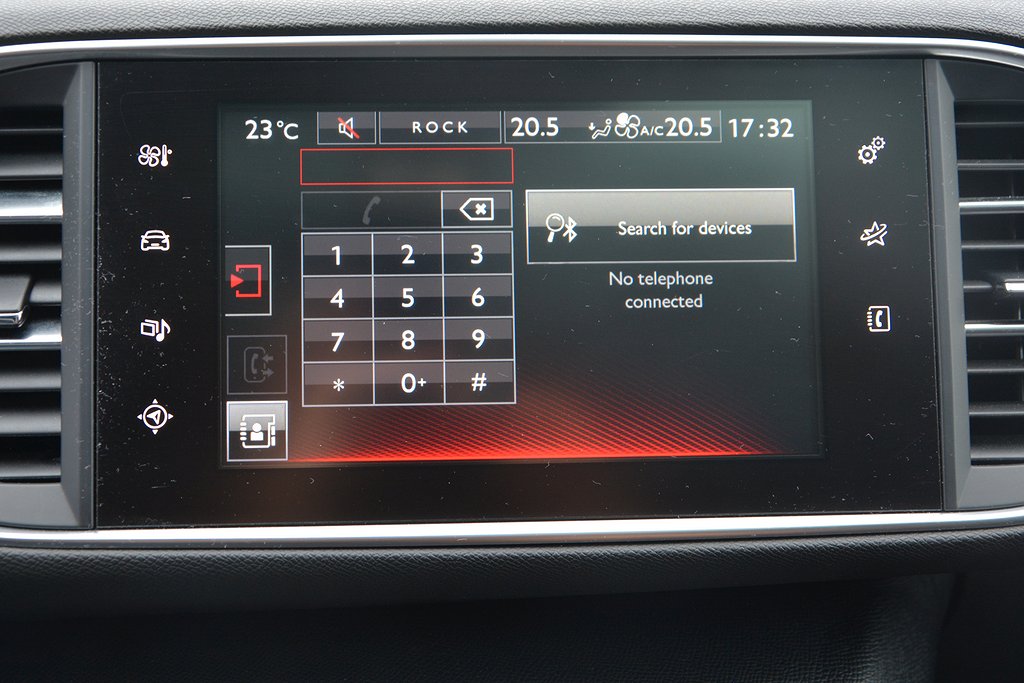 23°C ROCK 20.5 A/C 20.5 17:32
Search for devices
No telephone
connected
1 2 3
4 5 6
7 8 9
* 0+ #